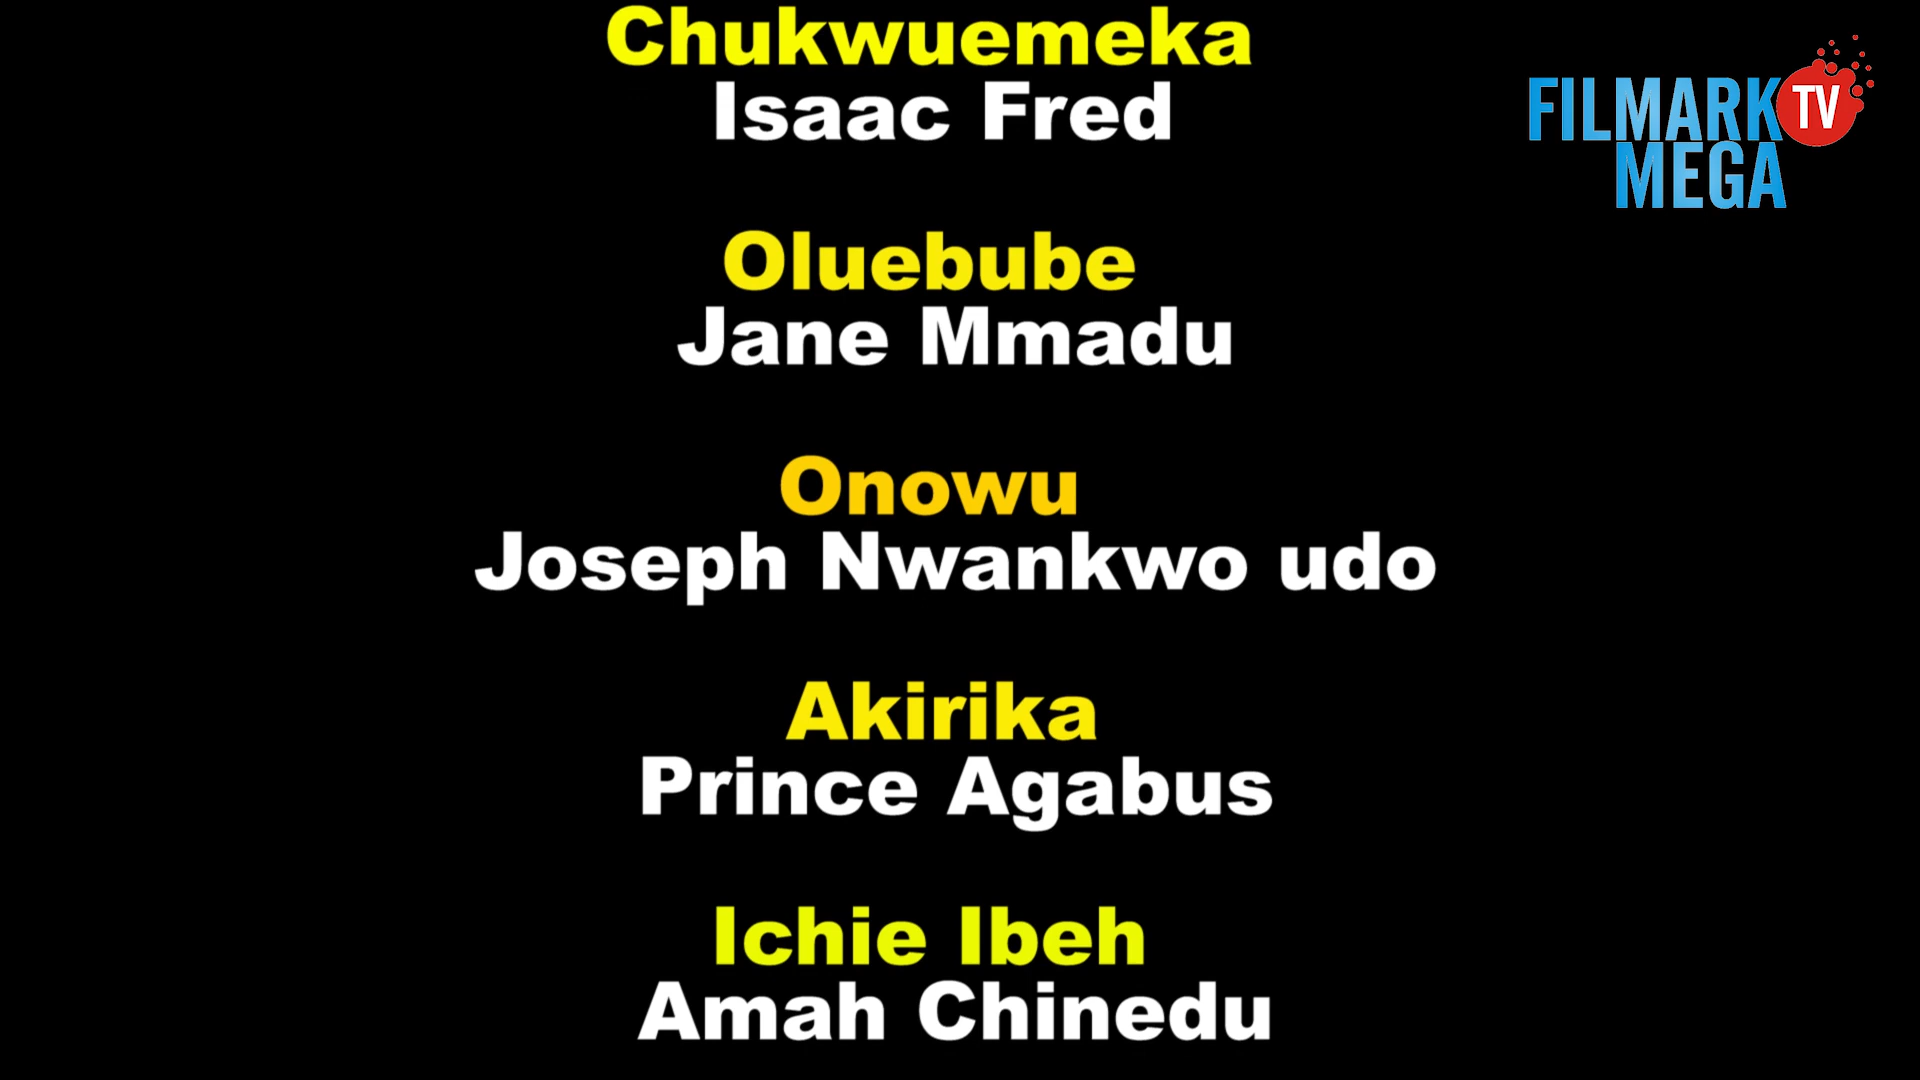 Chukwuemeka
Isaac Fred
FILMARK TV
MEGA
Oluebube
Jane Mmadu
Onowu
Joseph Nwankwo udo
Akirika
Prince Agabus
Ichie Ibeh
Amah Chinedu